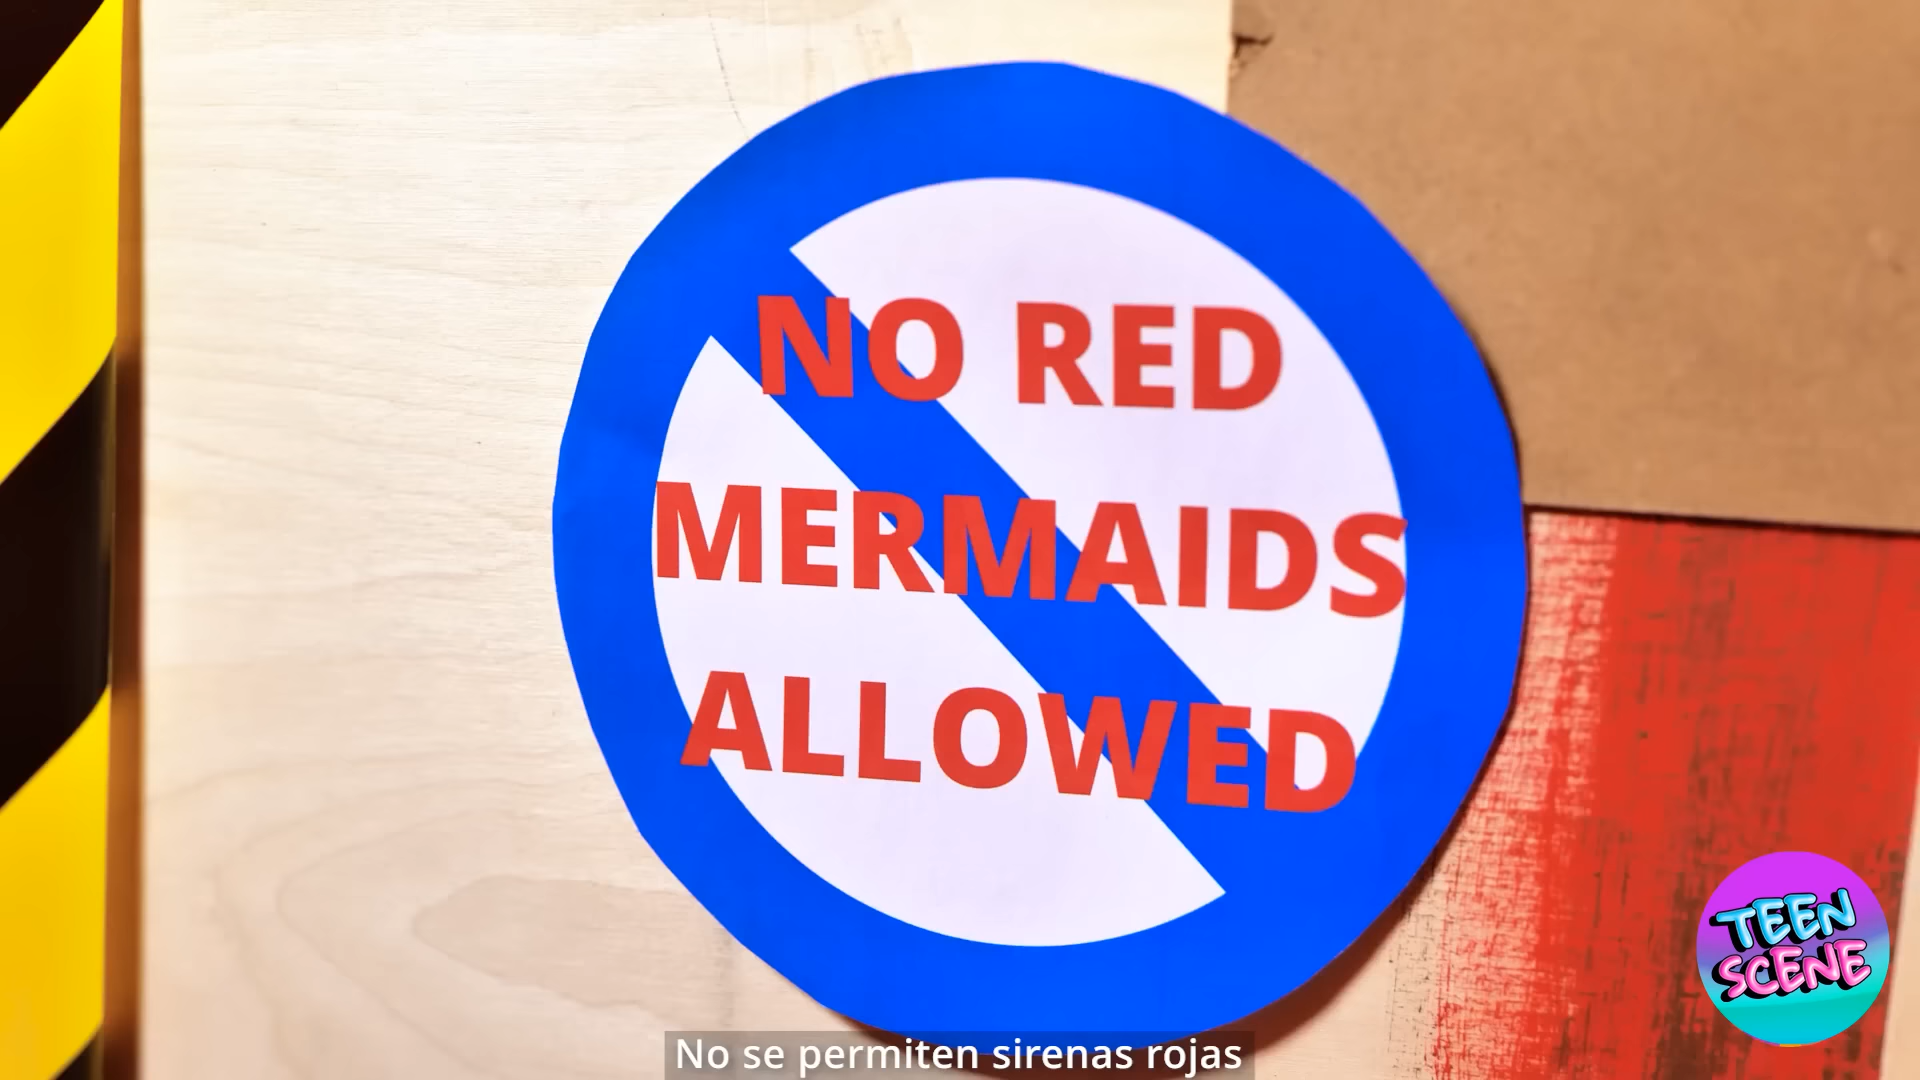 NO RED
MERMAIDS
ALLOWED
TEEN
SCENE
No se permiten sirenas rojas